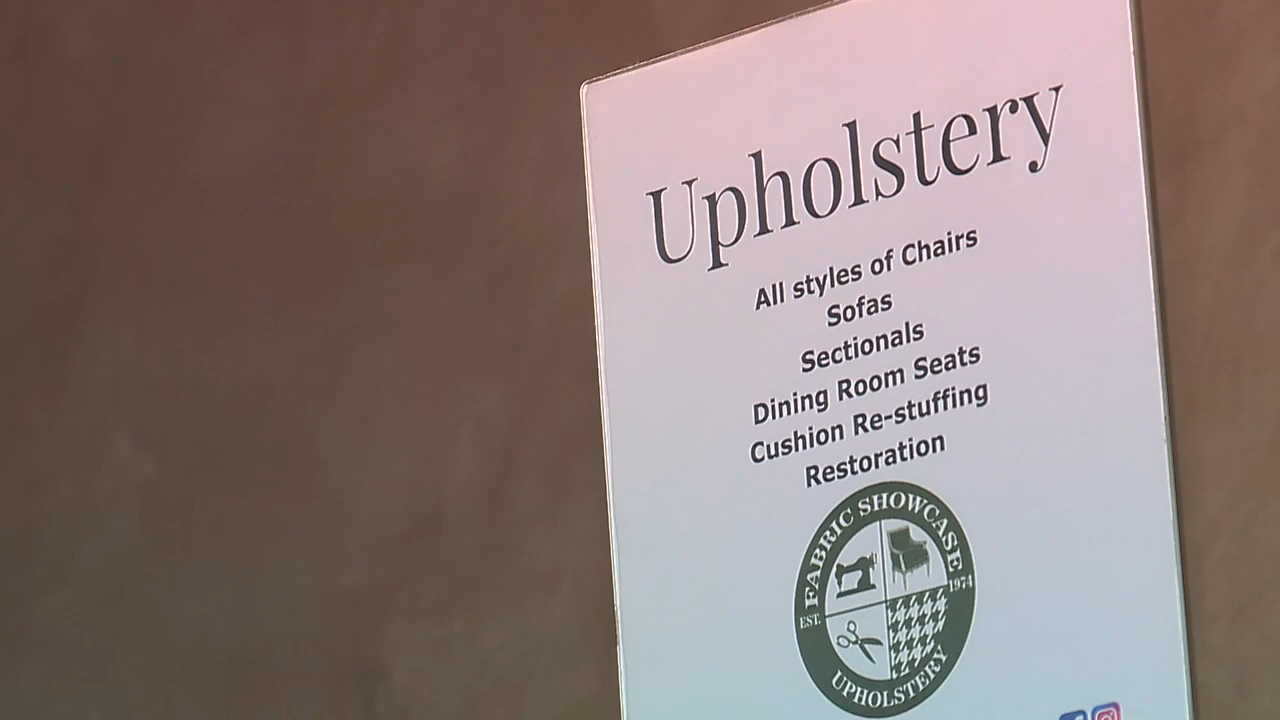 Upholstery
All styles of Chairs
Sofas
Sectionals
Dining Room Seats
Cushion Re-stuffing
Restoration
FABRIC SHOWCASE
EST. 1974
UPHOLSTERY